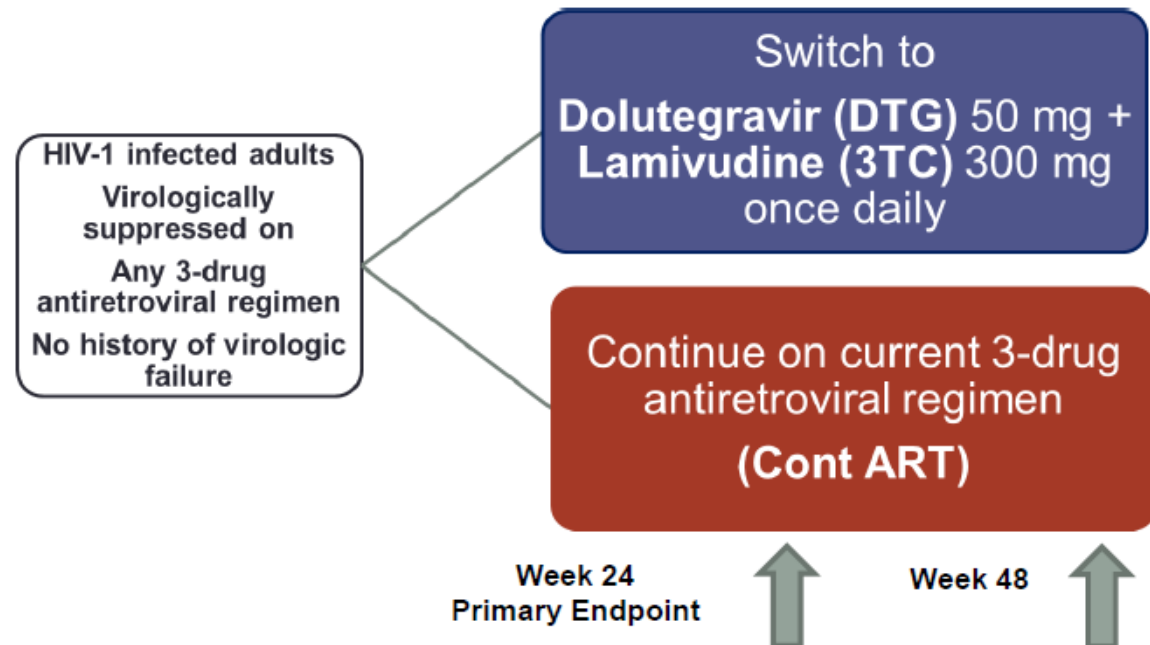 HIV-1 infected adults
Virologically
suppressed on
Any 3-drug
antiretroviral regimen
No history of virologic
failure
Switch to
Dolutegravir (DTG) 50 mg +
Lamivudine (3TC) 300 mg
once daily
Continue on current 3-drug
antiretroviral regimen
(Cont ART)
Week 24
Primary Endpoint
Week 48